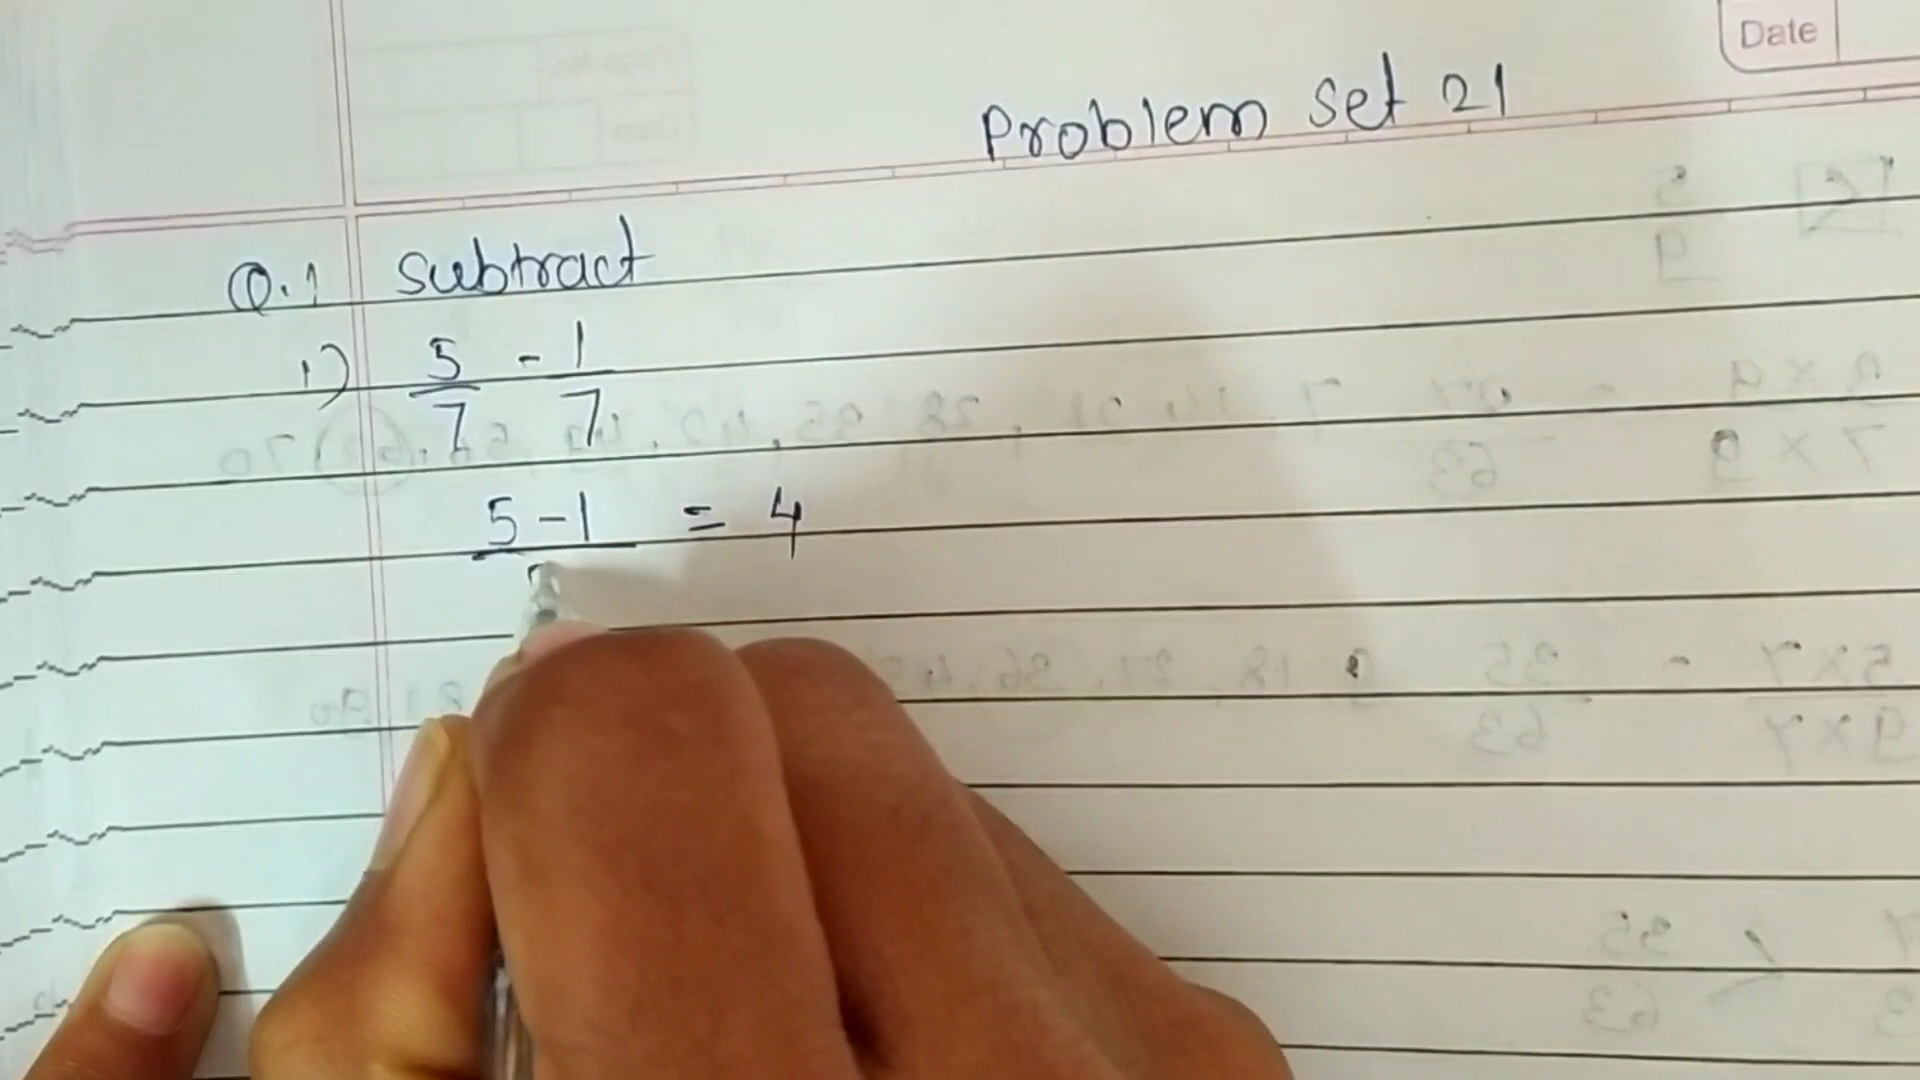 Date
Problem set 21
Q.1 subtract
1) 5/7 - 1/7
5-1 = 4